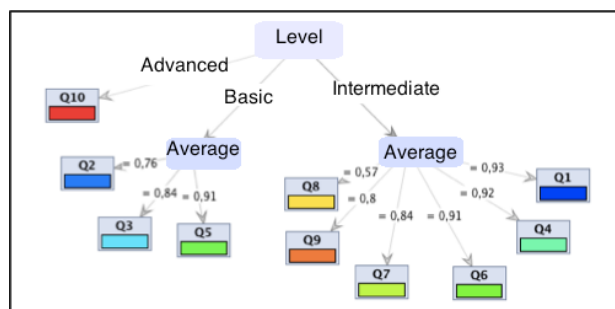 Level
Advanced
Basic
Intermediate
Q10
Average
Average
Q2
= 0,76
= 0,84
= 0,91
Q3
Q5
= 0,57
= 0,8
= 0,84
= 0,91
= 0,92
= 0,93
Q8
Q9
Q7
Q6
Q4
Q1